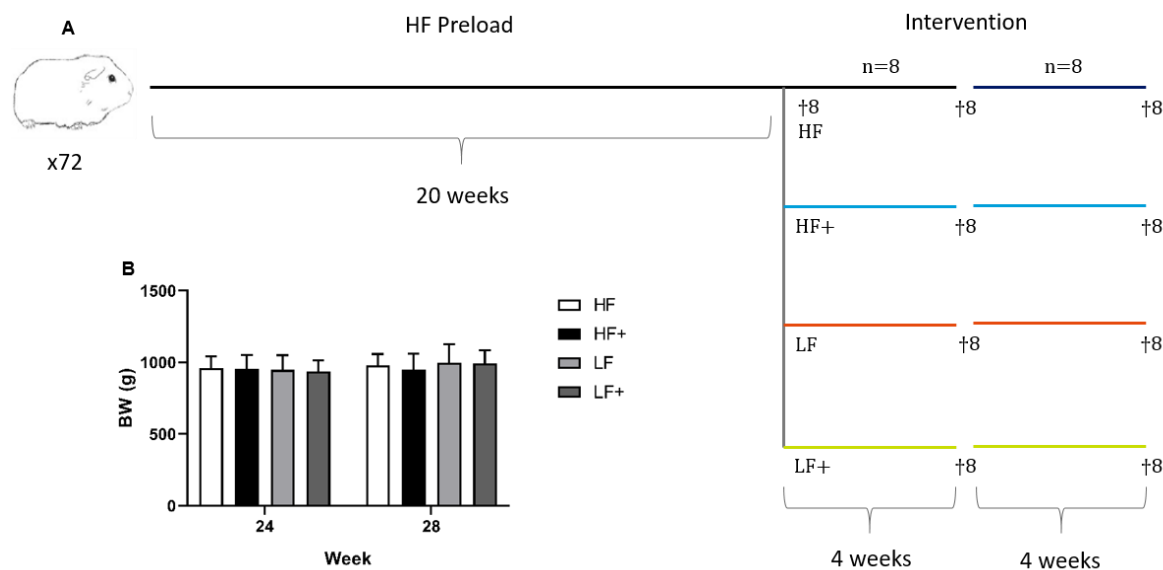 A
HF Preload
Intervention
n=8
n=8
x72
†8
†8
†8
HF
20 weeks
HF+
†8
†8
LF
†8
†8
LF+
†8
†8
4 weeks
4 weeks
B
1500
1000
500
0
BW (g)
24
28
Week
HF
HF+
LF
LF+